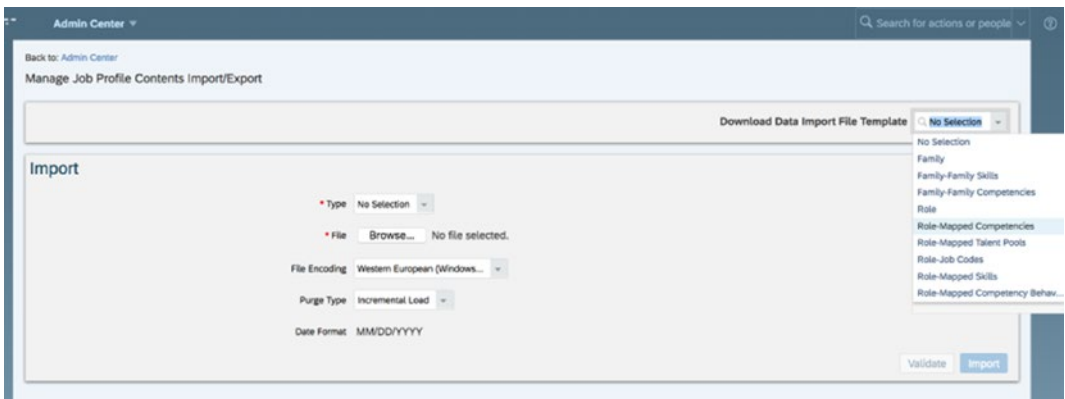 Admin Center
Search for actions or people
Back to: Admin Center
Manage Job Profile Contents Import/Export
Download Data Import File Template No Selection
No Selection
Family
Family-Family Skills
Family-Family Competencies
Role
Role-Mapped Competencies
Role-Mapped Talent Pools
Role-Job Codes
Role-Mapped Skills
Role-Mapped Competency Behav...
Import
* Type No Selection
* File Browse... No file selected.
File Encoding Western European (Windows...
Purge Type Incremental Load
Date Format MM/DD/YYYY
Validate Import